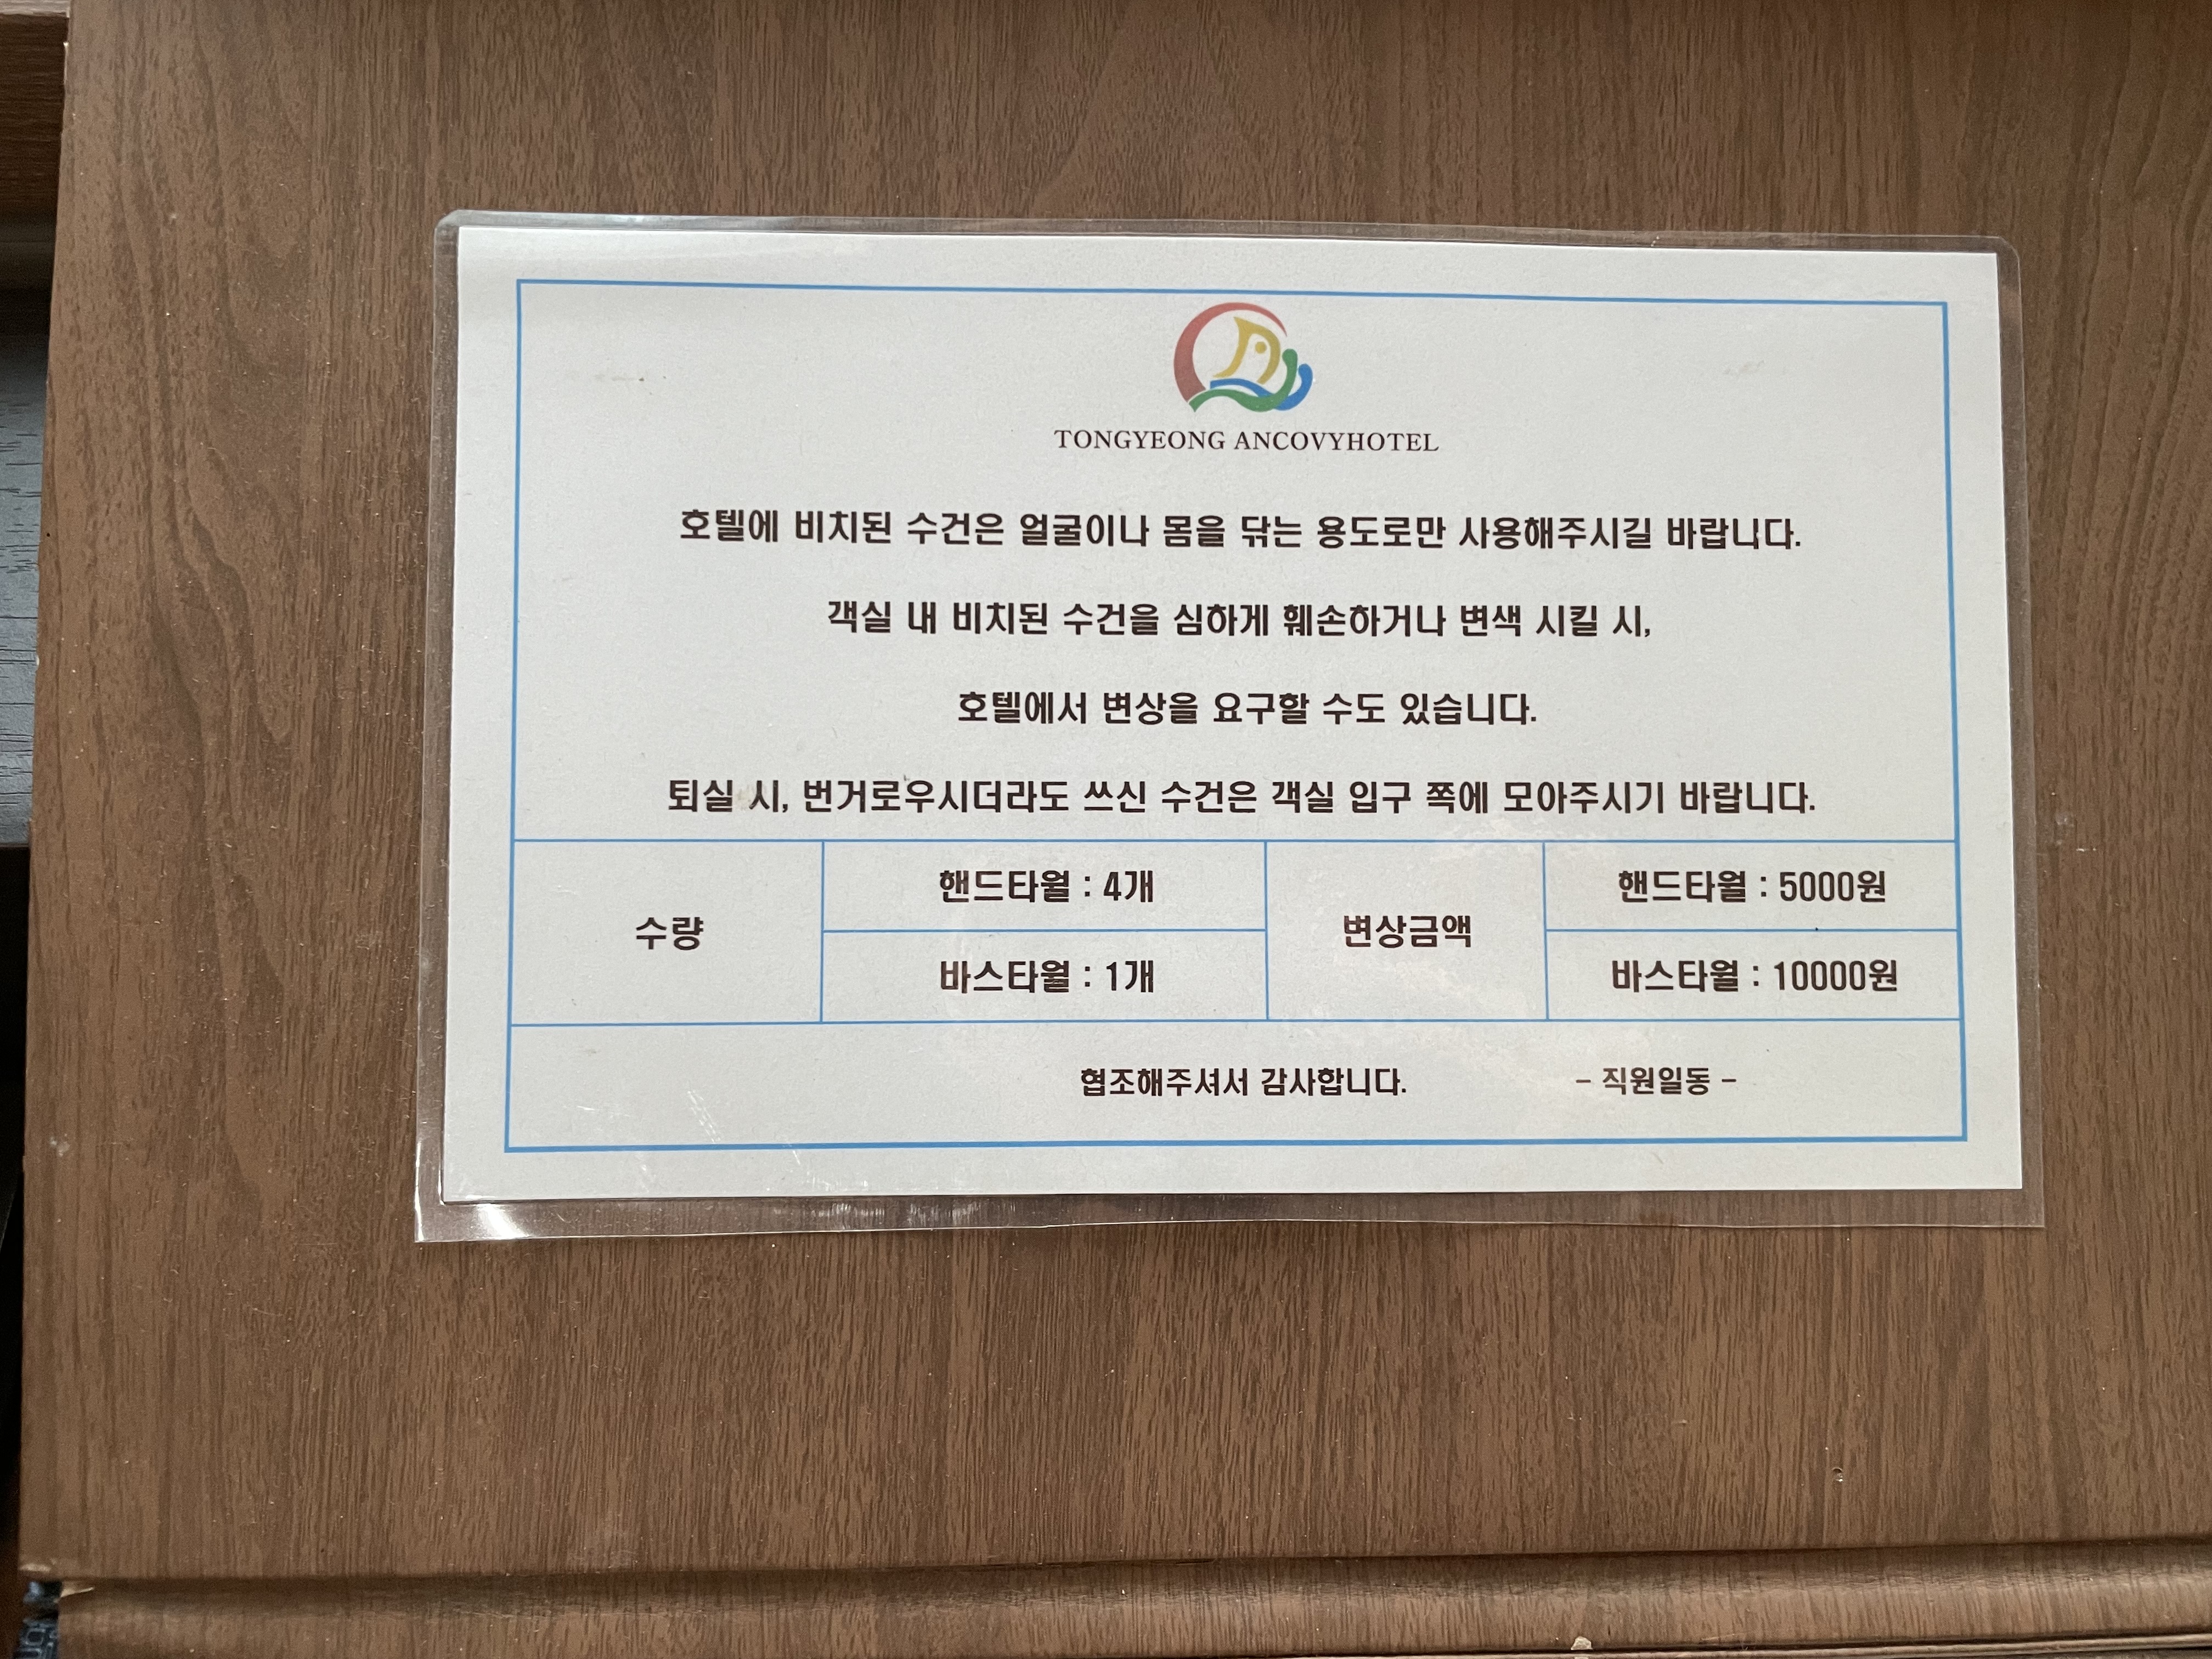 TONGYEONG ANCOVYHOTEL
호텔에 비치된 수건은 얼굴이나 몸을 닦는 용도로만 사용해주시길 바랍니다.
객실 내 비치된 수건을 심하게 훼손하거나 변색 시킬 시,
호텔에서 변상을 요구할 수도 있습니다.
퇴실 시, 번거로우시더라도 쓰신 수건은 객실 입구 쪽에 모아주시기 바랍니다.
수량
핸드타월 : 4개
바스타월 : 1개
변상금액
핸드타월 : 5000원
바스타월 : 10000원
협조해주셔서 감사합니다. - 직원일동 -